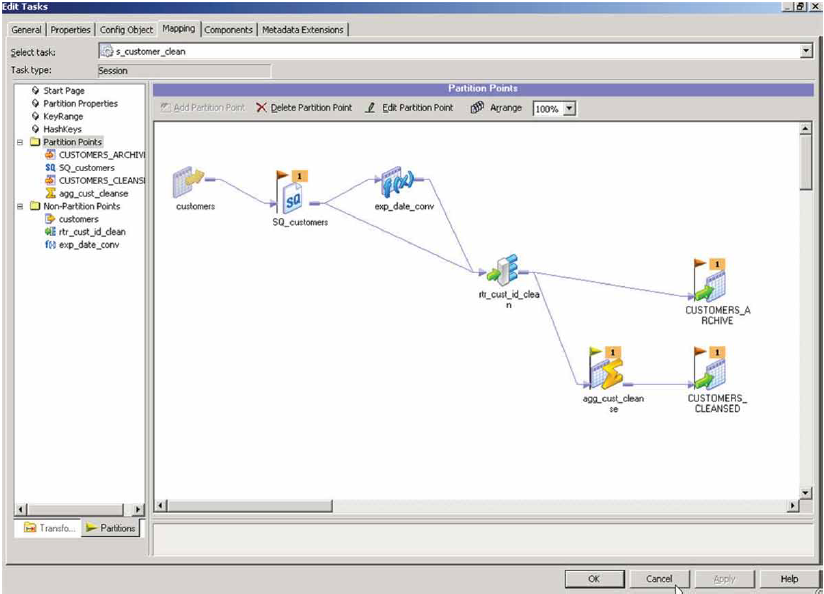 Edit Tasks
General Properties Config Object Mapping Components Metadata Extensions
Select task: s_customer_clean
Task type: Session
Start Page
Partition Properties
KeyRange
HashKeys
Partition Points
CUSTOMERS_ARCHIV
SQ SQ_customers
CUSTOMERS_CLEANS
agg_cust_cleanse
Non-Partition Points
customers
rtr_cust_id_clean
f(x) exp_date_conv
Transfo... Partitions
Partition Points
Add Partition Point Delete Partition Point Edit Partition Point Arrange 100%
customers
1
SQ
SQ_customers
f(x)
exp_date_conv
rtr_cust_id_clea
n
1
CUSTOMERS_A
RCHIVE
1
agg_cust_clean
se
1
CUSTOMERS_
CLEANSED
OK Cancel Apply Help